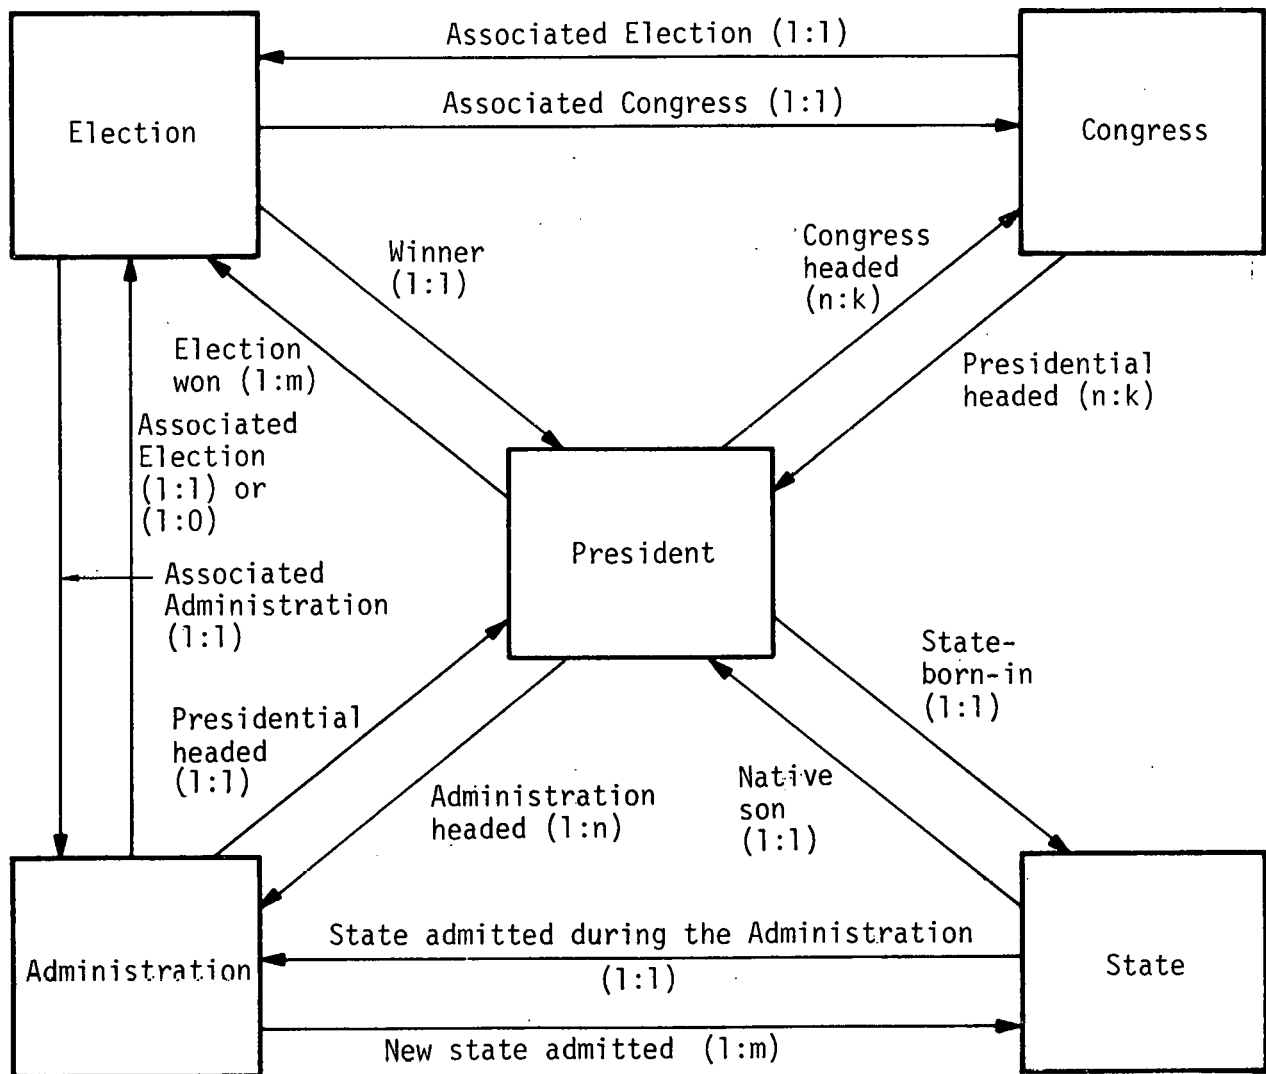 Associated Election (1:1)
Associated Congress (1:1)
Election
Congress
Winner
(1:1)
Congress
headed
(n:k)
Election
won (1:m)
Presidential
headed (n:k)
Associated
Election
(1:1) or
(1:0)
President
Associated
Administration
(1:1)
State-
born-in
(1:1)
Presidential
headed
(1:1)
Administration
headed (1:n)
Native
son
(1:1)
State admitted during the Administration
(1:1)
Administration
State
New state admitted (1:m)